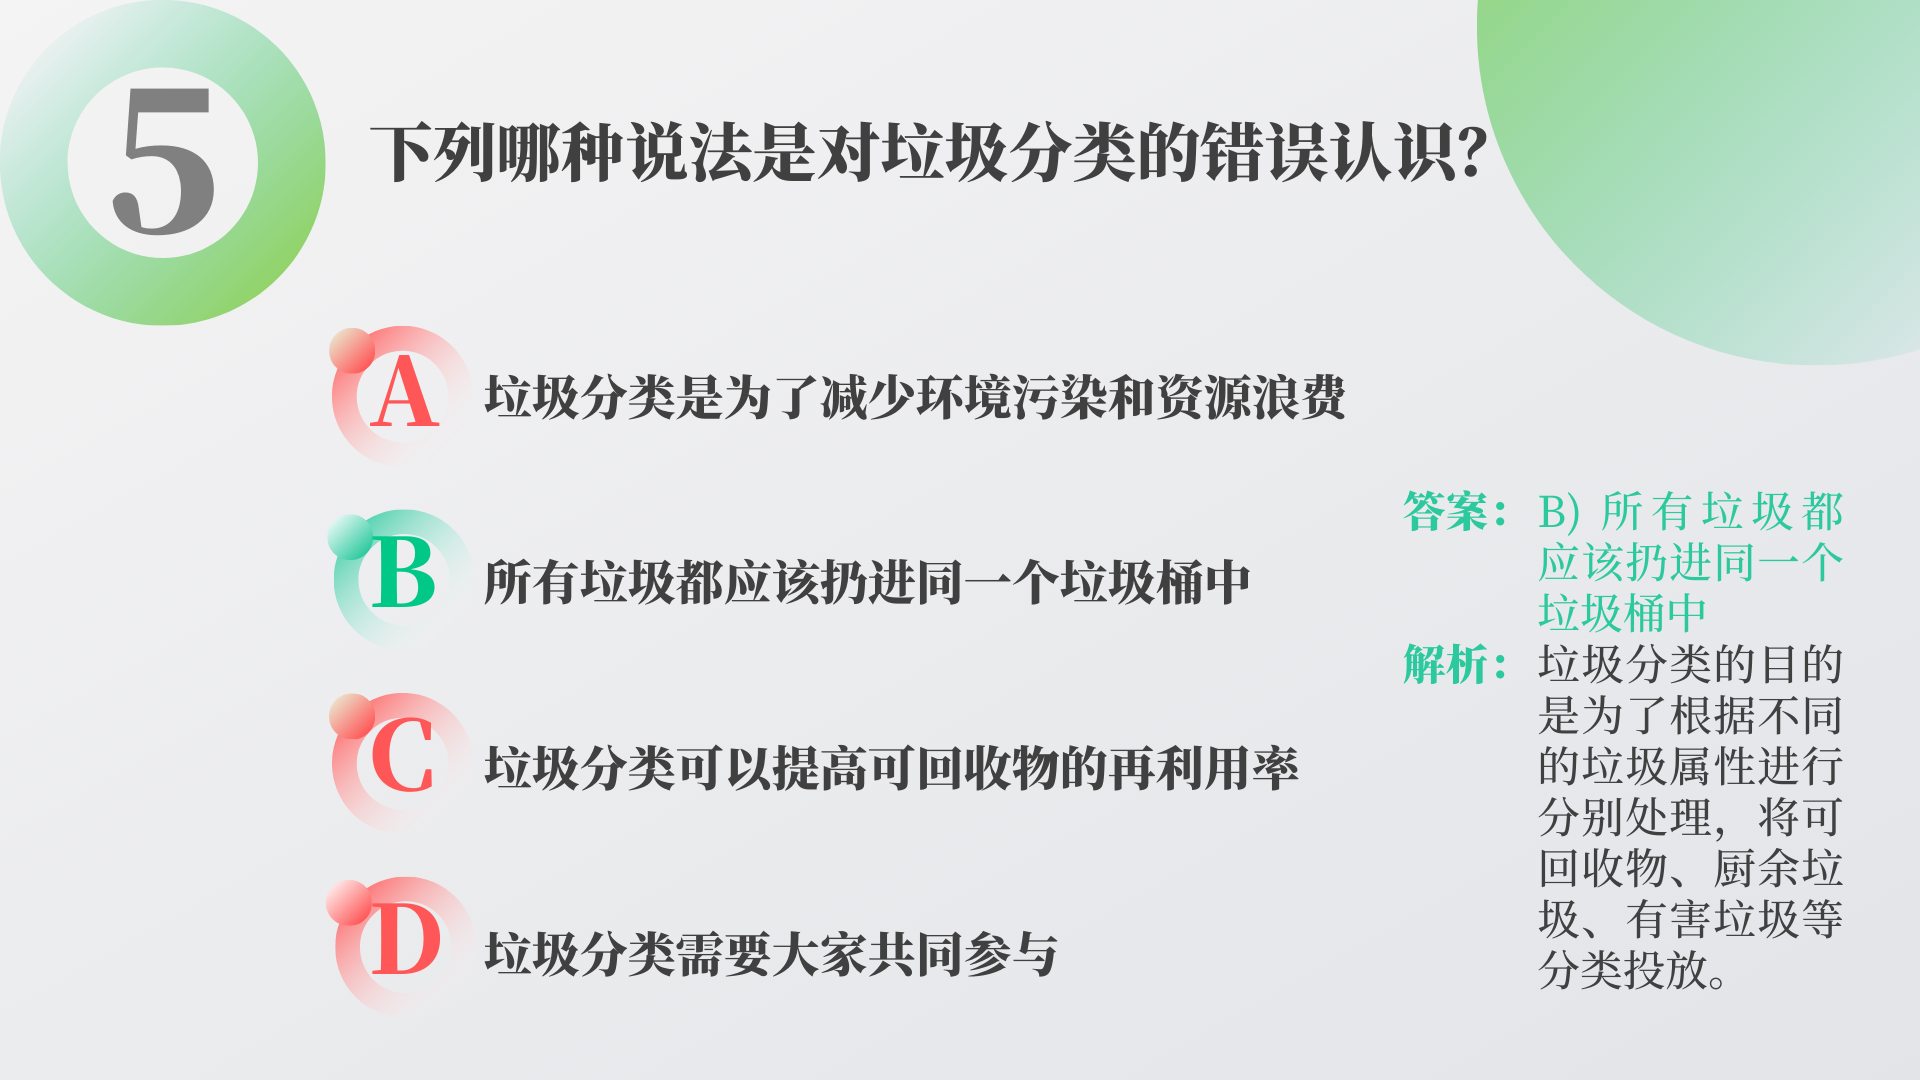 5
下列哪种说法是对垃圾分类的错误认识?
A
垃圾分类是为了减少环境污染和资源浪费
B
所有垃圾都应该扔进同一个垃圾桶中
C
垃圾分类可以提高可回收物的再利用率
D
垃圾分类需要大家共同参与
答案：B) 所有垃圾都
应该扔进同一个
垃圾桶中
解析：垃圾分类的目的
是为了根据不同
的垃圾属性进行
分别处理，将可
回收物、厨余垃
圾、有害垃圾等
分类投放。